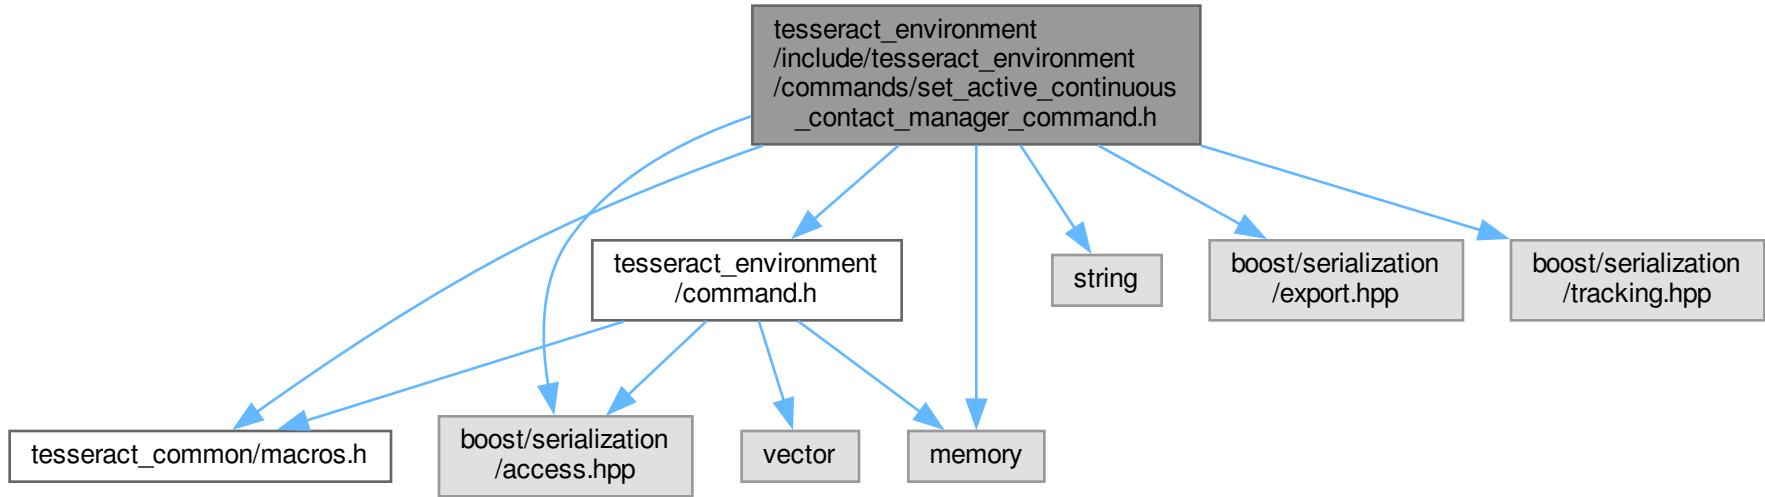 tesseract_environment
/include/tesseract_environment
/commands/set_active_continuous
_contact_manager_command.h
tesseract_environment
/command.h
string
boost/serialization
/export.hpp
boost/serialization
/tracking.hpp
tesseract_common/macros.h
boost/serialization
/access.hpp
vector
memory